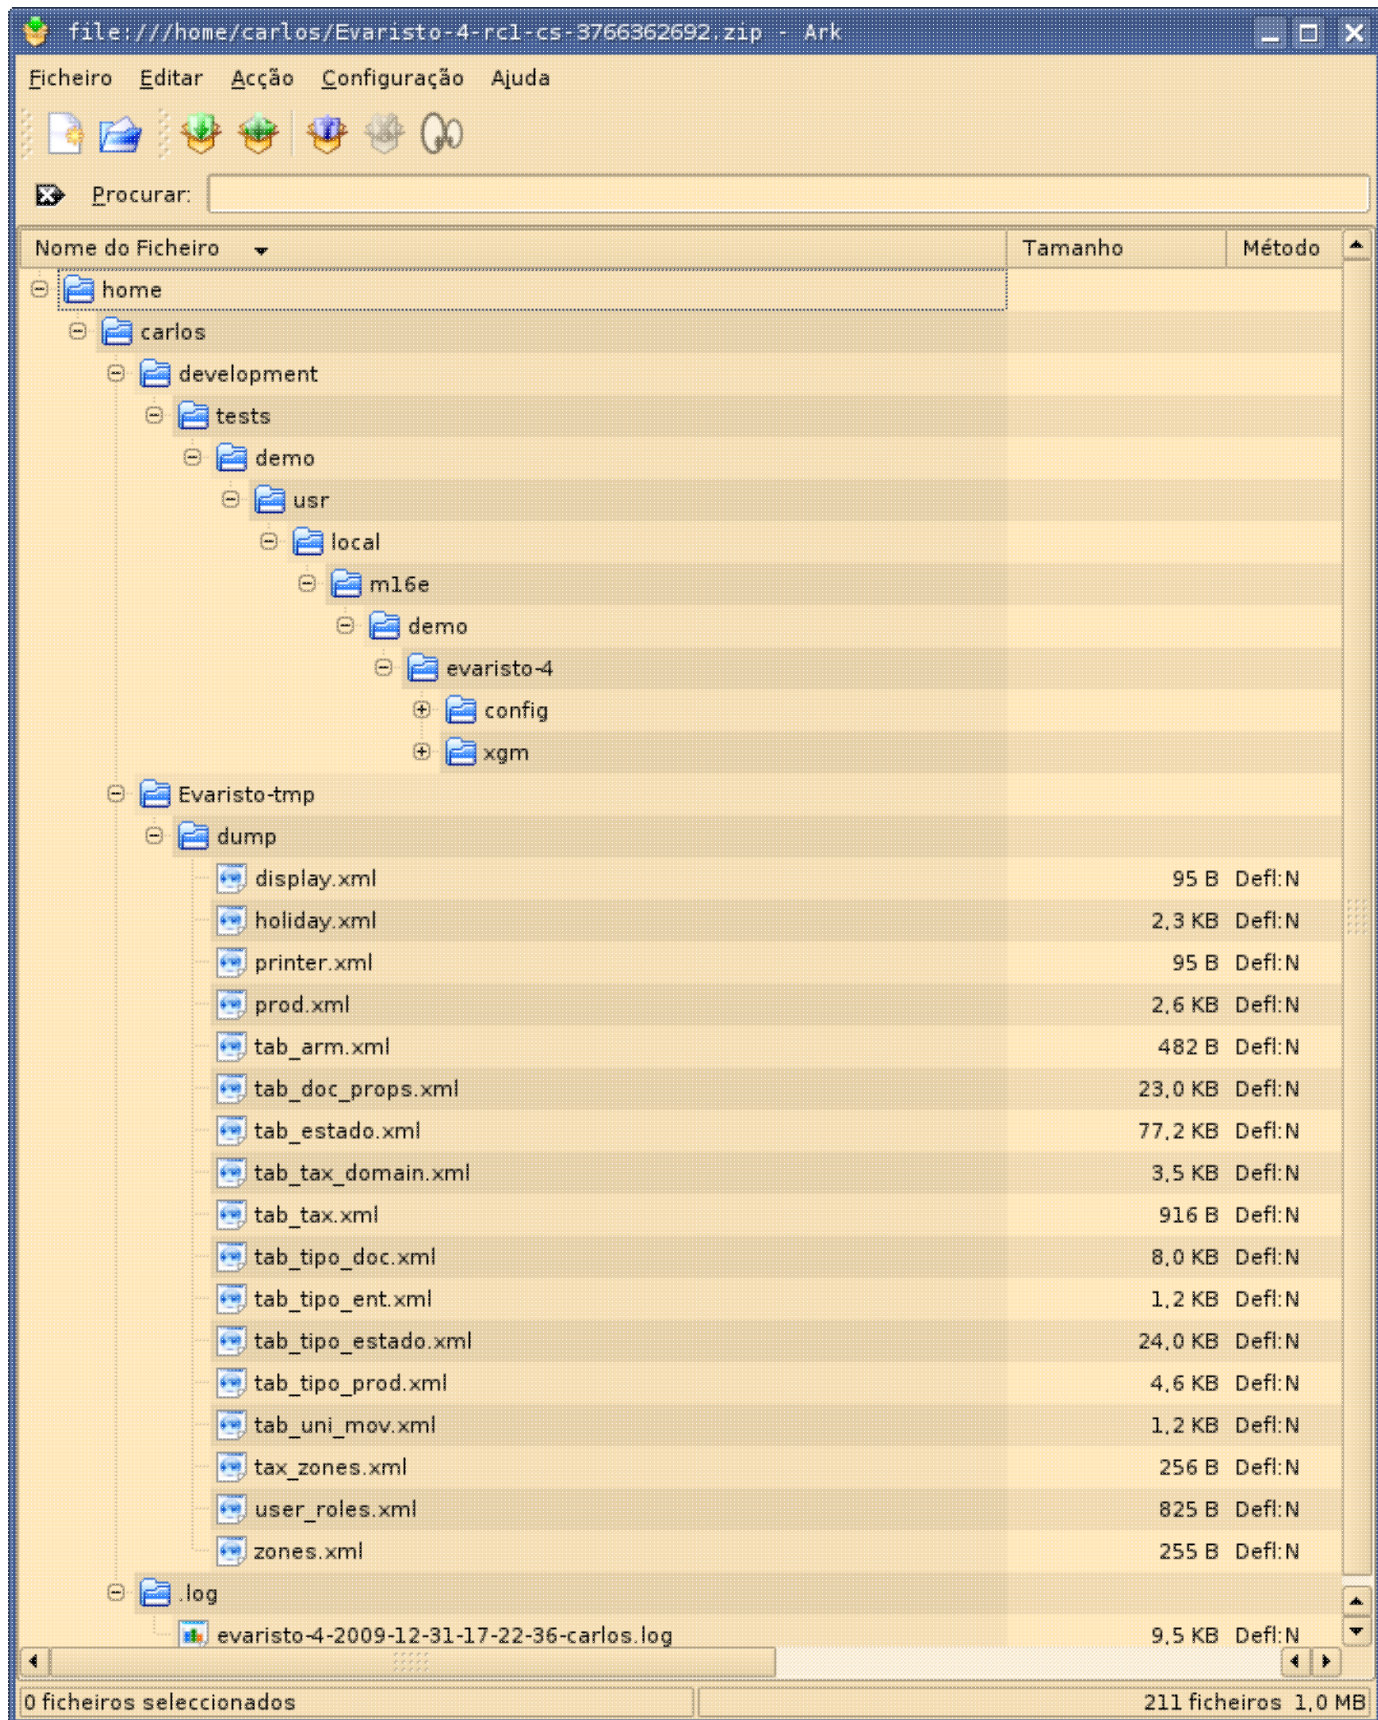 file:///home/carlos/Evaristo-4-rc1-cs-3766362692.zip - Ark
Ficheiro Editar Acção Configuração Ajuda
Procurar:
Nome do Ficheiro Tamanho Método
home
carlos
development
tests
demo
usr
local
m16e
demo
evaristo-4
config
xgm
Evaristo-tmp
dump
display.xml 95 B Defl:N
holiday.xml 2,3 KB Defl:N
printer.xml 95 B Defl:N
prod.xml 2,6 KB Defl:N
tab_arm.xml 482 B Defl:N
tab_doc_props.xml 23,0 KB Defl:N
tab_estado.xml 77,2 KB Defl:N
tab_tax_domain.xml 3,5 KB Defl:N
tab_tax.xml 916 B Defl:N
tab_tipo_doc.xml 8,0 KB Defl:N
tab_tipo_ent.xml 1,2 KB Defl:N
tab_tipo_estado.xml 24,0 KB Defl:N
tab_tipo_prod.xml 4,6 KB Defl:N
tab_uni_mov.xml 1,2 KB Defl:N
tax_zones.xml 256 B Defl:N
user_roles.xml 825 B Defl:N
zones.xml 255 B Defl:N
.log
evaristo-4-2009-12-31-17-22-36-carlos.log 9,5 KB Defl:N
0 ficheiros seleccionados 211 ficheiros 1,0 MB